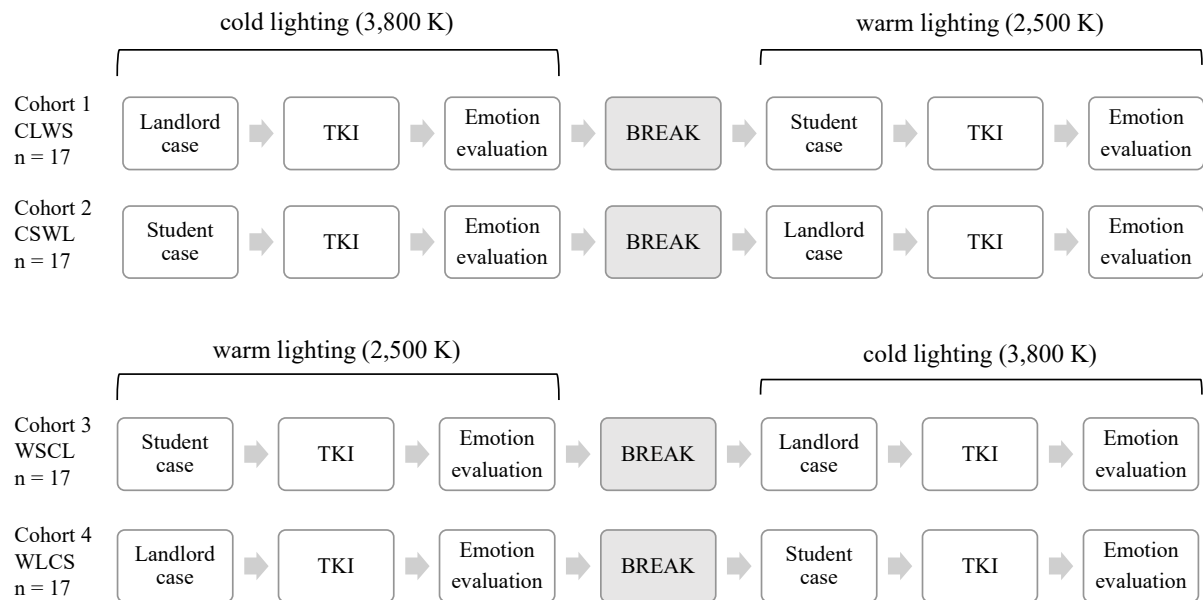 cold lighting (3,800 K)
warm lighting (2,500 K)
Cohort 1
CLWS
n = 17
Landlord
case
TKI
Emotion
evaluation
BREAK
Student
case
TKI
Emotion
evaluation
Cohort 2
CSWL
n = 17
Student
case
TKI
Emotion
evaluation
BREAK
Landlord
case
TKI
Emotion
evaluation
warm lighting (2,500 K)
cold lighting (3,800 K)
Cohort 3
WSCL
n = 17
Student
case
TKI
Emotion
evaluation
BREAK
Landlord
case
TKI
Emotion
evaluation
Cohort 4
WLCS
n = 17
Landlord
case
TKI
Emotion
evaluation
BREAK
Student
case
TKI
Emotion
evaluation